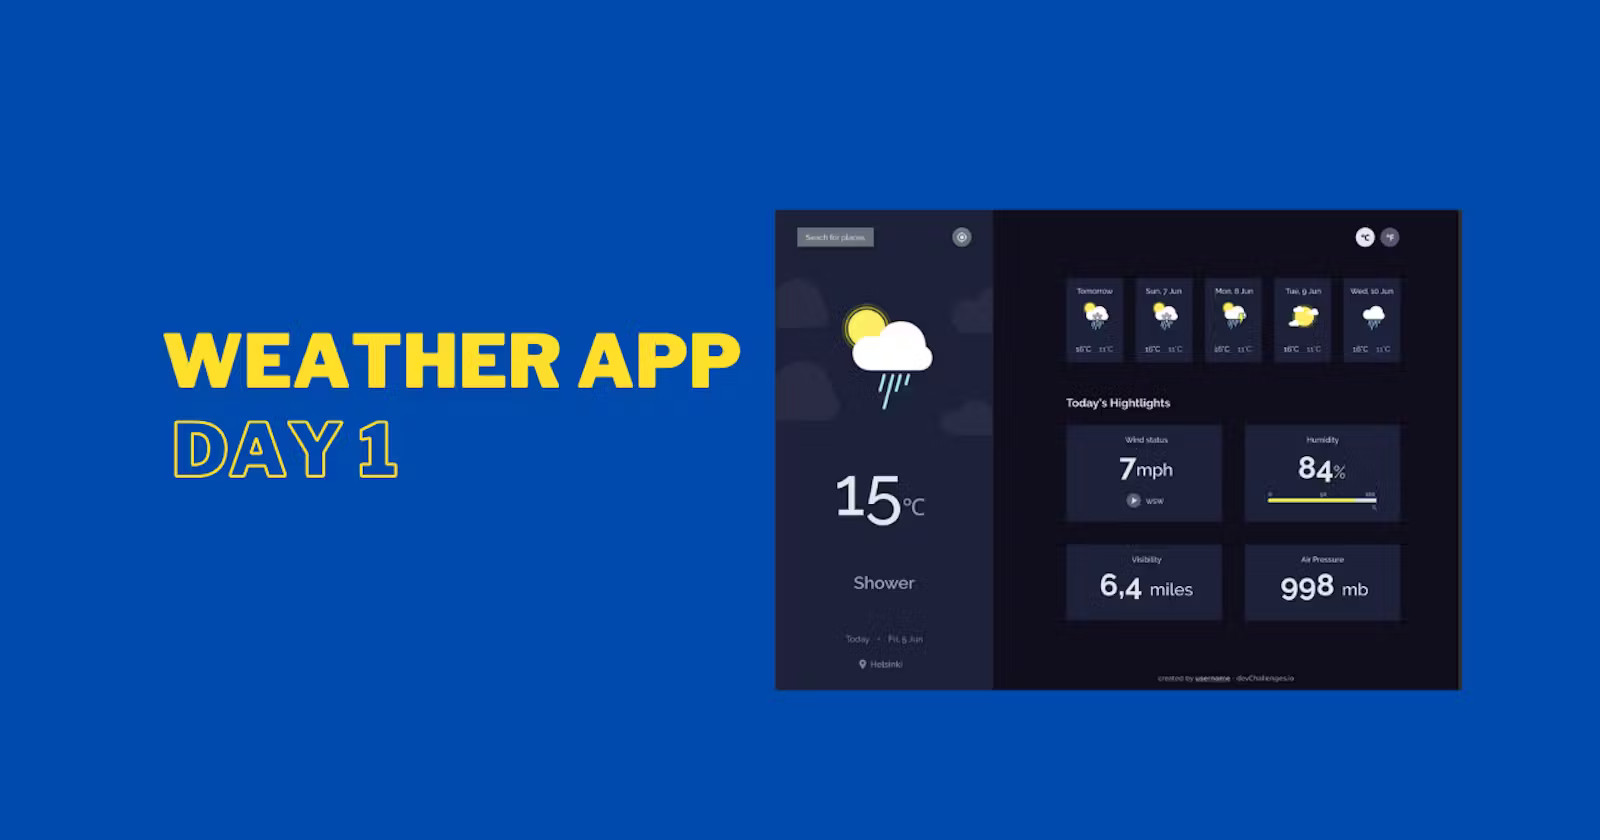 WEATHER APP
DAY 1
Seach for places
°C °F
Tomorrow
16°C 11°C
Sun, 7 Jun
16°C 11°C
Mon, 8 Jun
16°C 11°C
Tue, 9 Jun
16°C 11°C
Wed, 10 Jun
16°C 11°C
15°C
Shower
Today • Fri, 5 Jun
Helsinki
Today's Hightlights
Wind status
7mph
WSW
Humidity
84%
0 50 100
%
Visibility
6,4 miles
Air Pressure
998 mb
created by username - devChallenges.io